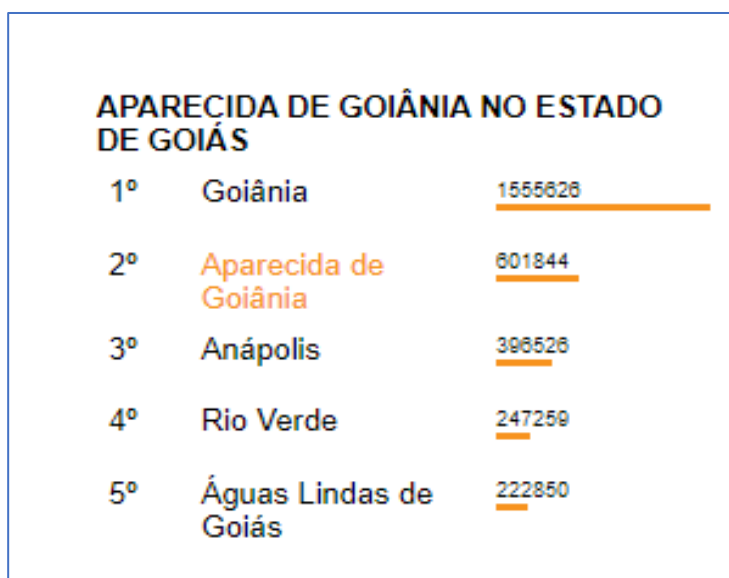 APARECIDA DE GOIÂNIA NO ESTADO
DE GOIÁS
1º Goiânia 1555626
2º Aparecida de 601844
Goiânia
3º Anápolis 396526
4º Rio Verde 247259
5º Águas Lindas de 222850
Goiás